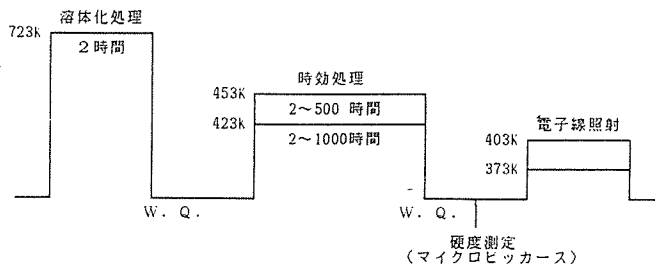 溶体化処理
723K
2時間
時効処理
453K
2～500 時間
423K
2～1000時間
電子線照射
403K
373K
W．Q．
W．Q．
硬度測定
(マイクロビッカース)